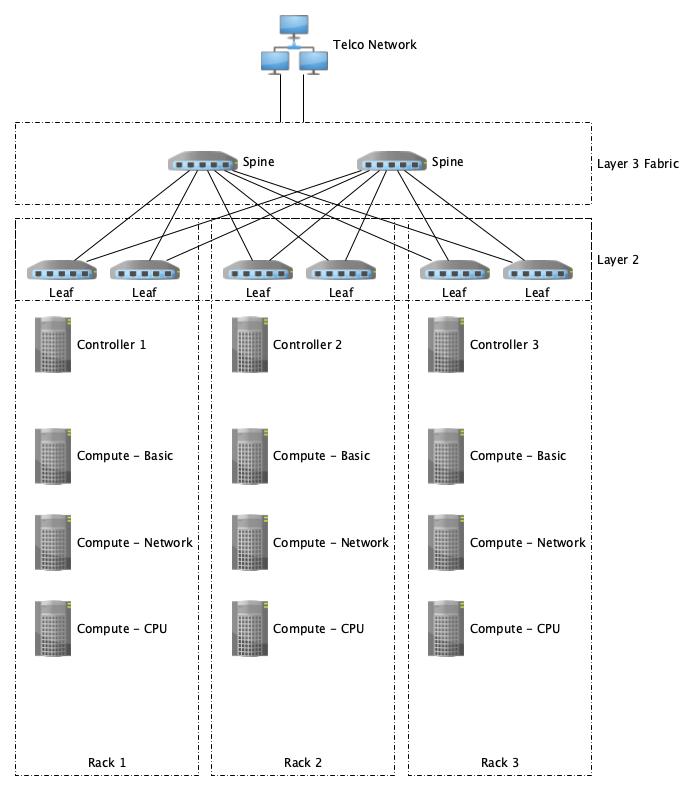 Telco Network
Spine
Spine
Layer 3 Fabric
Layer 2
Leaf
Leaf
Leaf
Leaf
Leaf
Leaf
Controller 1
Controller 2
Controller 3
Compute – Basic
Compute – Basic
Compute – Basic
Compute – Network
Compute – Network
Compute – Network
Compute – CPU
Compute – CPU
Compute – CPU
Rack 1
Rack 2
Rack 3